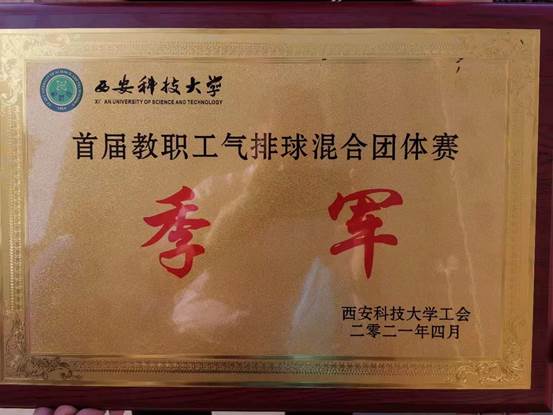 西安科技大学
XI'AN UNIVERSITY OF SCIENCE AND TECHNOLOGY
首届教职工气排球混合团体赛
季军
西安科技大学工会
二零二一年四月